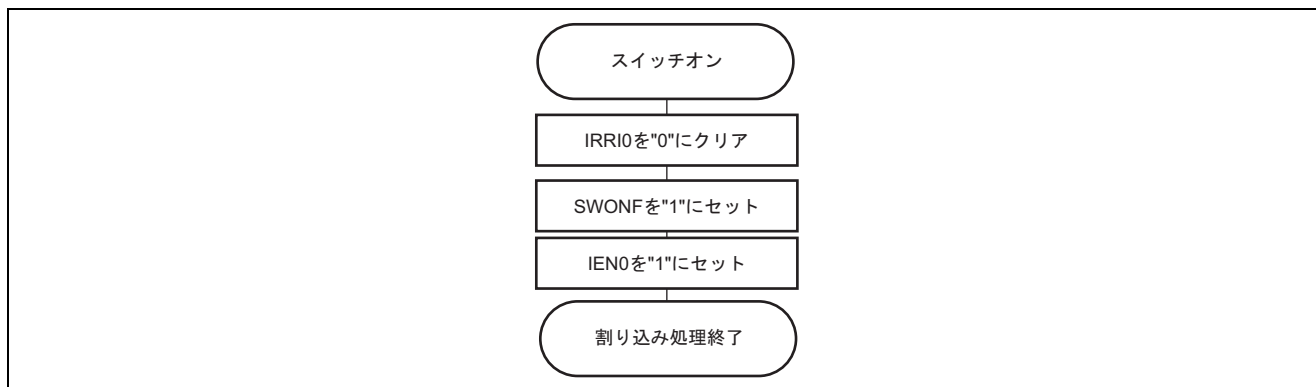 スイッチオン
IRRI0を"0"にクリア
SWONFを"1"にセット
IEN0を"1"にセット
割り込み処理終了